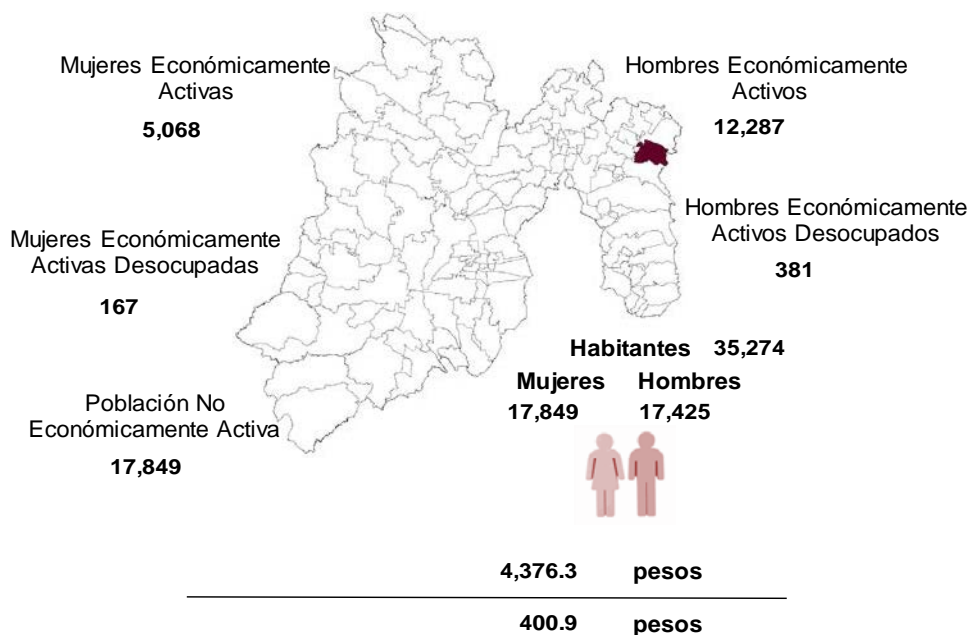 Mujeres Económicamente
Activas
5,068
Hombres Económicamente
Activos
12,287
Mujeres Económicamente
Activas Desocupadas
167
Hombres Económicamente
Activos Desocupados
381
Población No
Económicamente Activa
17,849
Habitantes 35,274
Mujeres Hombres
17,849 17,425
4,376.3 pesos
400.9 pesos